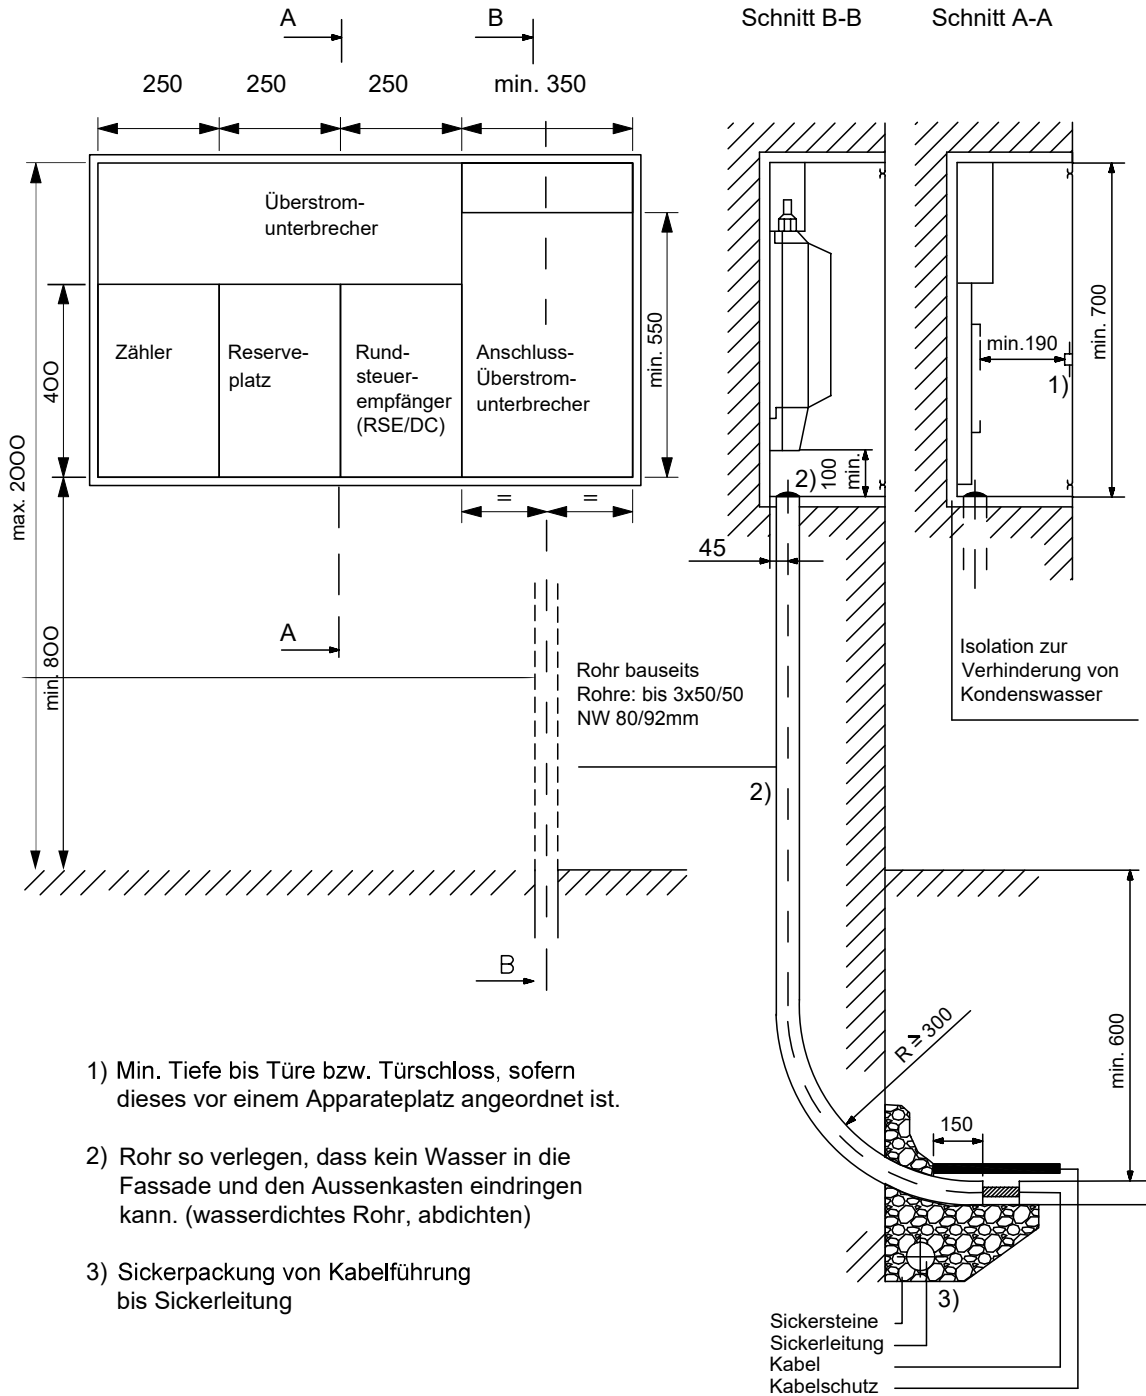 A
B
Schnitt B-B
Schnitt A-A
250
250
250
min. 350
Überstrom-
unterbrecher
Zähler
Reserve-
platz
Rund-
steuer-
empfänger
(RSE/DC)
Anschluss-
Überstrom-
unterbrecher
min. 550
400
max. 2000
min. 800
=
=
A
B
2)
100
min.
45
min.190
1)
min. 700
Isolation zur
Verhinderung von
Kondenswasser
Rohr bauseits
Rohre: bis 3x50/50
NW 80/92mm
2)
R ≥ 300
min. 600
150
3)
Sickersteine
Sickerleitung
Kabel
Kabelschutz
1) Min. Tiefe bis Türe bzw. Türschloss, sofern
dieses vor einem Apparateplatz angeordnet ist.
2) Rohr so verlegen, dass kein Wasser in die
Fassade und den Aussenkasten eindringen
kann. (wasserdichtes Rohr, abdichten)
3) Sickerpackung von Kabelführung
bis Sickerleitung